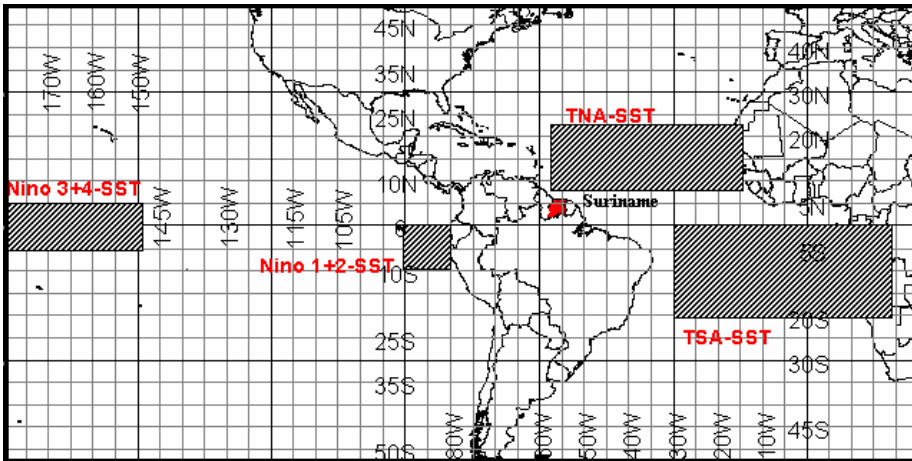 45N
40N
35N
30N
170W
160W
150W
25N
TNA-SST
20N
10N
Nino 3+4-SST
Suriname
5N
145W
130W
115W
105W
0
5S
Nino 1+2-SST
10S
20S
TSA-SST
25S
30S
35S
45S
50S
80W
60W
50W
40W
30W
20W
10W